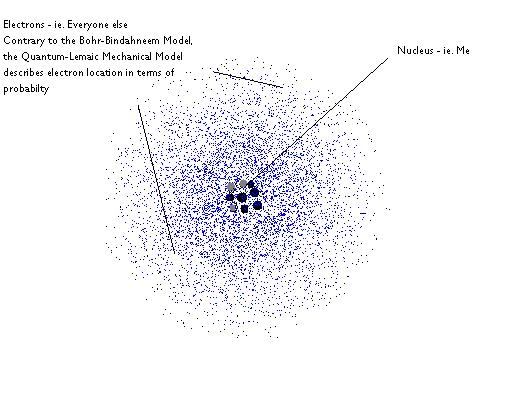 Electrons - ie. Everyone else
Contrary to the Bohr-Bindahneem Model,
the Quantum-Lemaic Mechanical Model
describes electron location in terms of
probabilty
Nucleus - ie. Me